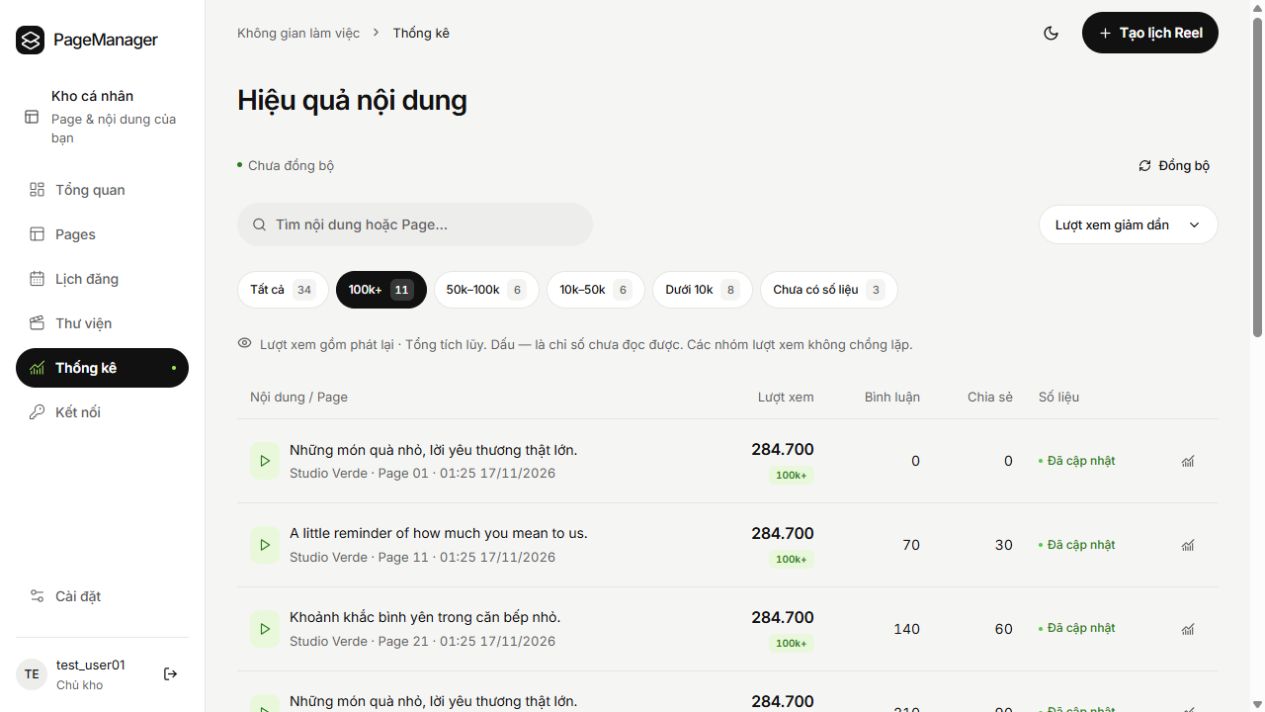 PageManager
Kho cá nhân
Page & nội dung của
bạn
Tổng quan
Pages
Lịch đăng
Thư viện
Thống kê
Kết nối
Cài đặt
TE
test_user01
Chủ kho
Không gian làm việc > Thống kê
+ Tạo lịch Reel
Hiệu quả nội dung
Chưa đồng bộ
Đồng bộ
Tìm nội dung hoặc Page...
Lượt xem giảm dần
Tất cả 34
100k+ 11
50k–100k 6
10k–50k 6
Dưới 10k 8
Chưa có số liệu 3
Lượt xem gồm phát lại · Tổng tích lũy. Dấu — là chỉ số chưa đọc được. Các nhóm lượt xem không chồng lặp.
Nội dung / Page Lượt xem Bình luận Chia sẻ Số liệu
Những món quà nhỏ, lời yêu thương thật lớn.
Studio Verde · Page 01 · 01:25 17/11/2026
284.700
100k+
0
0
Đã cập nhật
A little reminder of how much you mean to us.
Studio Verde · Page 11 · 01:25 17/11/2026
284.700
100k+
70
30
Đã cập nhật
Khoảnh khắc bình yên trong căn bếp nhỏ.
Studio Verde · Page 21 · 01:25 17/11/2026
284.700
100k+
140
60
Đã cập nhật
Những món quà nhỏ, lời yêu thương thật lớn.
284.700
210
90
Đã cập nhật